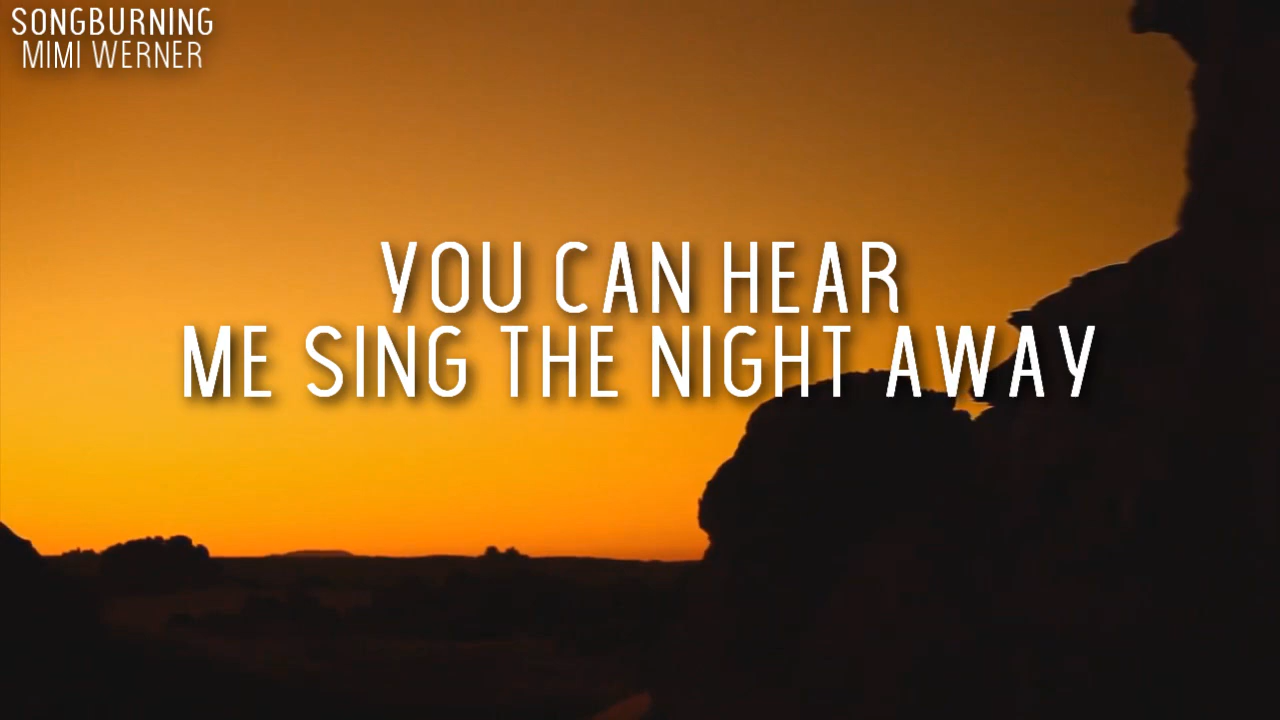 SONGBURNING
MIMI WERNER
YOU CAN HEAR
ME SING THE NIGHT AWAY